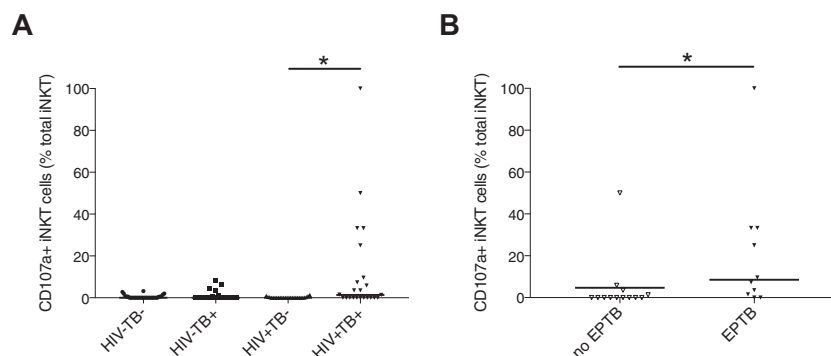 A
B
*
*
CD107a+ iNKT cells (% total iNKT)
100
80
60
40
20
0
HIV-TB-
HIV-TB+
HIV+TB-
HIV+TB+
CD107a+ iNKT cells (% total iNKT)
100
80
60
40
20
0
no EPTB
EPTB